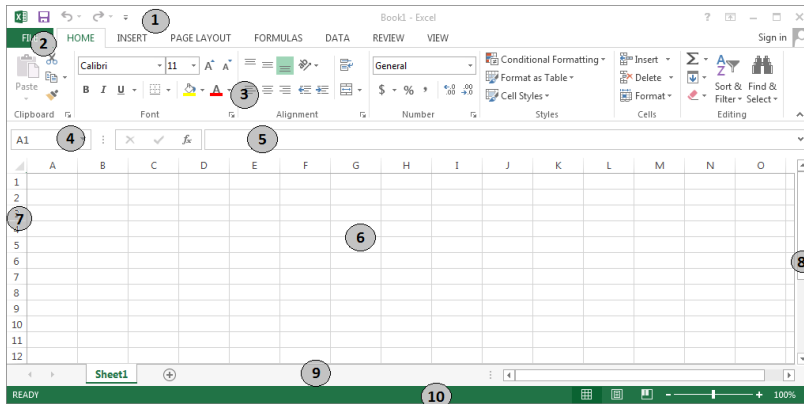 1
Book1 - Excel
?
FILE HOME INSERT PAGE LAYOUT FORMULAS DATA REVIEW VIEW Sign in
2
Paste
Calibri 11 A A
B I U A
3
General
$ % , .00 .0
Conditional Formatting
Format as Table
Cell Styles
Insert
Delete
Format
Σ
A
Z
Sort & Find &
Filter Select
Clipboard Font Alignment Number Styles Cells Editing
A1 4 fx 5
A B C D E F G H I J K L M N O
1
2
7
5
6
6
7
8
8
9
10
11
12
Sheet1 9
READY 10 100%